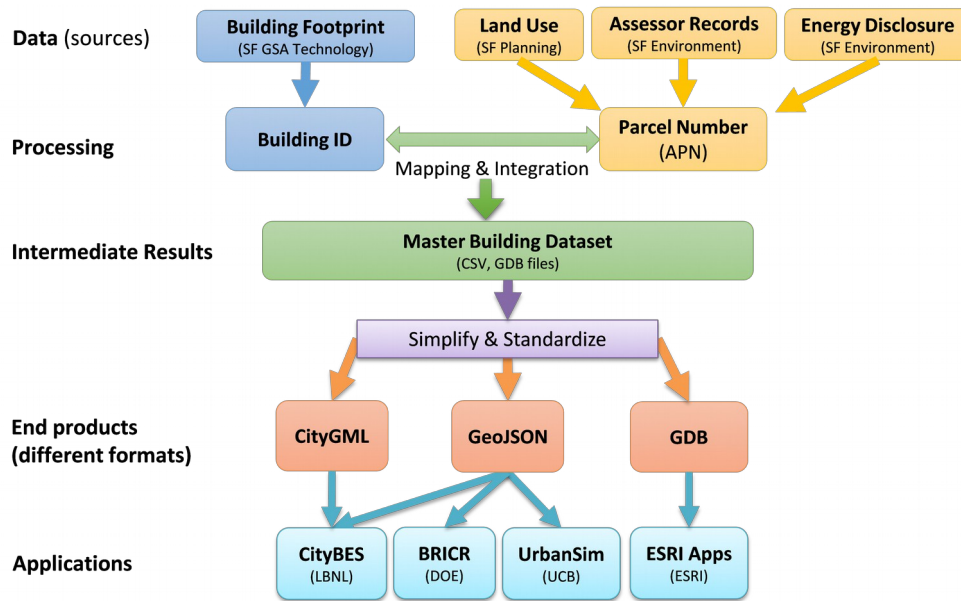 Data (sources)
Building Footprint
(SF GSA Technology)
Land Use
(SF Planning)
Assessor Records
(SF Environment)
Energy Disclosure
(SF Environment)
Processing
Building ID
Parcel Number
(APN)
Mapping & Integration
Intermediate Results
Master Building Dataset
(CSV, GDB files)
Simplify & Standardize
End products
(different formats)
CityGML
GeoJSON
GDB
Applications
CityBES
(LBNL)
BRICR
(DOE)
UrbanSim
(UCB)
ESRI Apps
(ESRI)